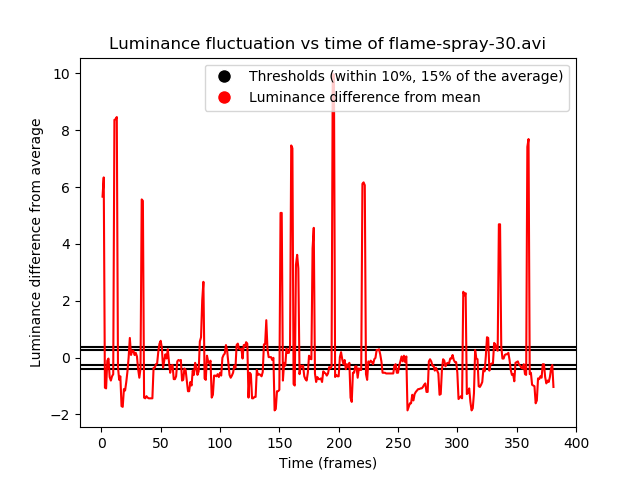 Luminance fluctuation vs time of flame-spray-30.avi
Thresholds (within 10%, 15% of the average)
Luminance difference from mean
Luminance difference from average
10
8
6
4
2
0
−2
0 50 100 150 200 250 300 350 400
Time (frames)